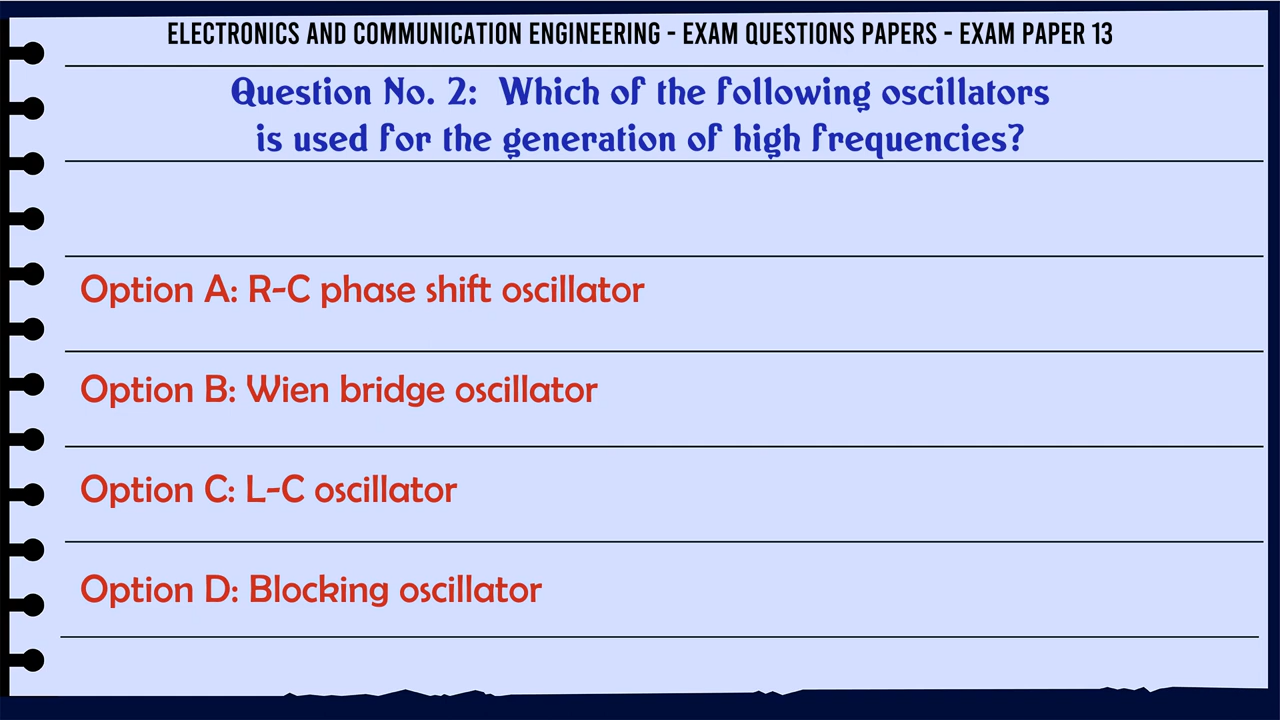 ELECTRONICS AND COMMUNICATION ENGINEERING - EXAM QUESTIONS PAPERS - EXAM PAPER 13
Question No. 2: Which of the following oscillators
is used for the generation of high frequencies?
Option A: R-C phase shift oscillator
Option B: Wien bridge oscillator
Option C: L-C oscillator
Option D: Blocking oscillator